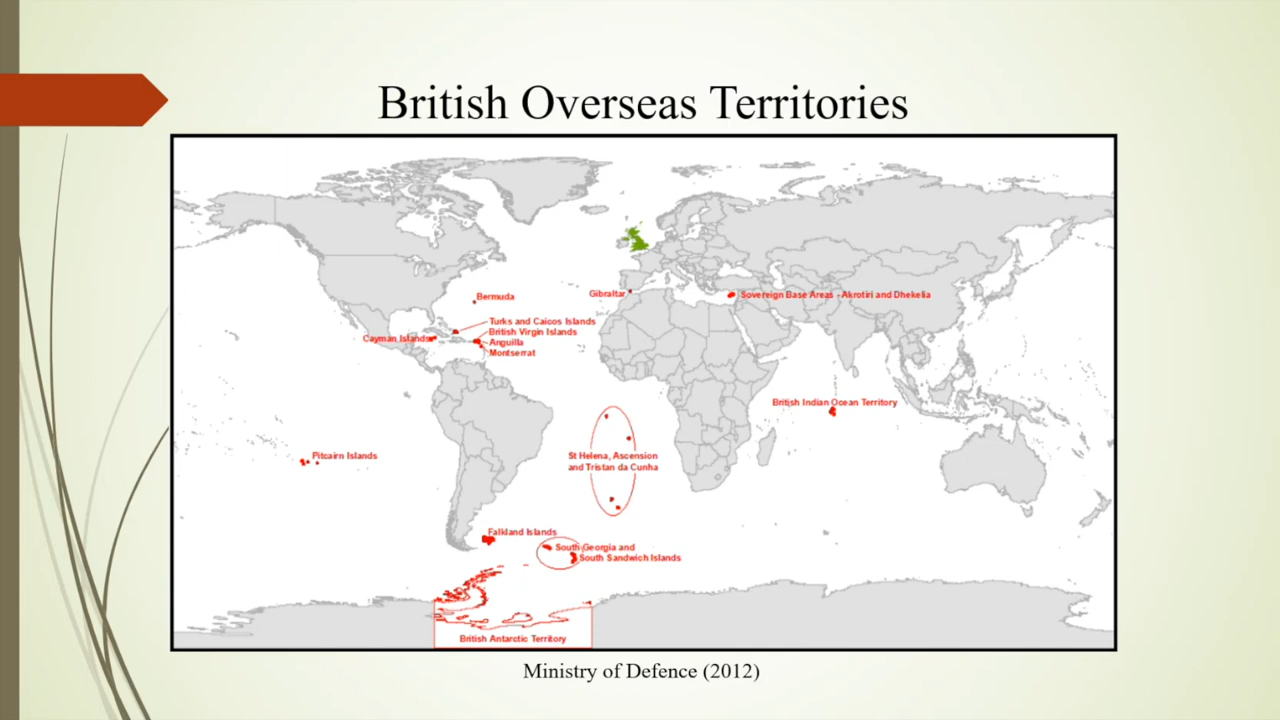 British Overseas Territories
Bermuda
Gibraltar
Sovereign Base Areas - Akrotiri and Dhekelia
Turks and Caicos Islands
British Virgin Islands
Cayman Islands
Anguilla
Montserrat
British Indian Ocean Territory
Pitcairn Islands
St Helena, Ascension
and Tristan da Cunha
Falkland Islands
South Georgia and
South Sandwich Islands
British Antarctic Territory
Ministry of Defence (2012)